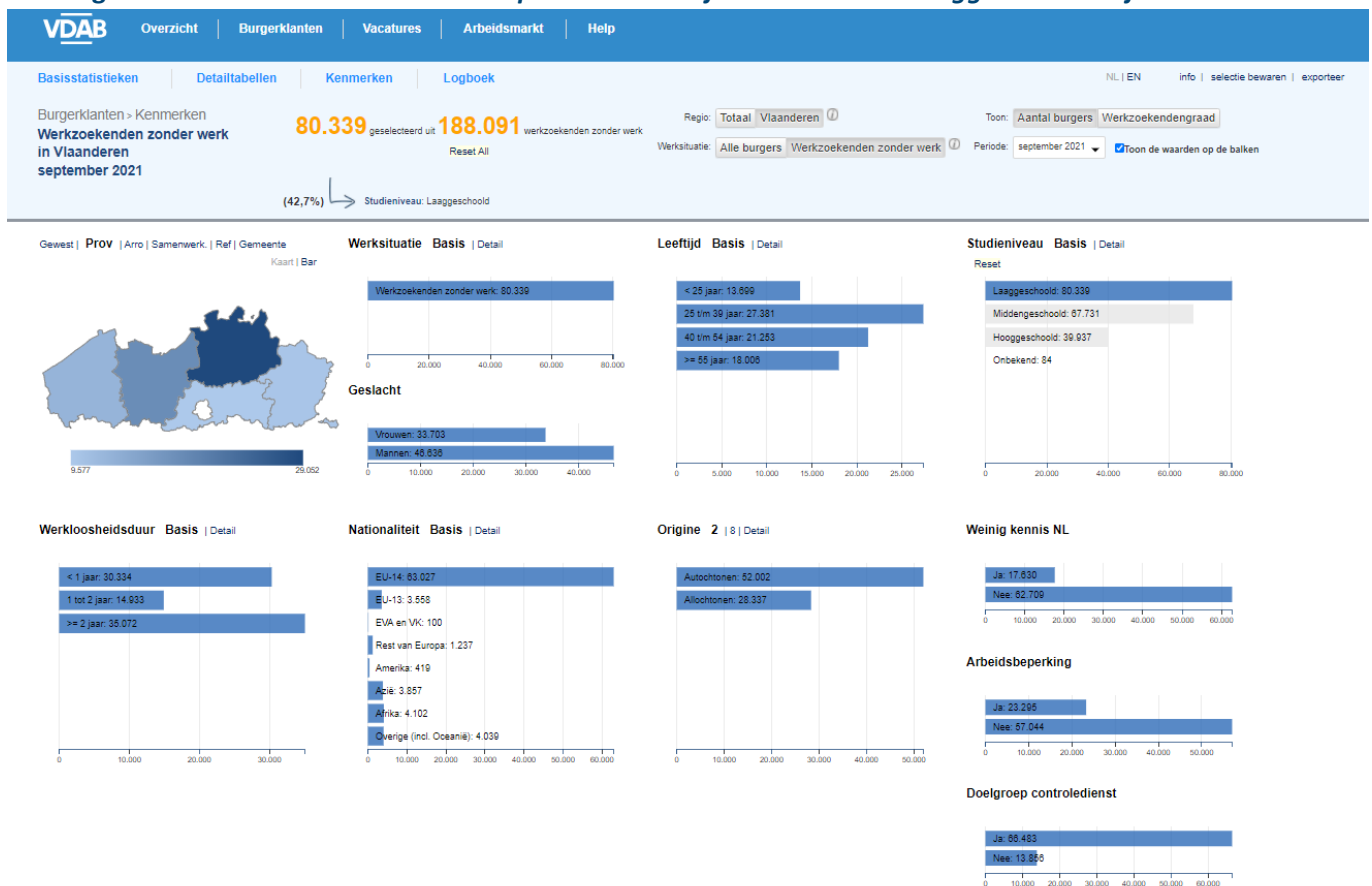 VDAB Overzicht Burgerklanten Vacatures Arbeidsmarkt Help
Basisstatistieken Detailtabellen Kenmerken Logboek NL | EN info | selectie bewaren | exporteer
Burgerklanten > Kenmerken
Werkzoekenden zonder werk
in Vlaanderen
september 2021
80.339 geselecteerd uit 188.091 werkzoekenden zonder werk
Reset All
(42,7%) Studieniveau: Laaggeschoold
Regio: Totaal Vlaanderen i
Werksituatie: Alle burgers Werkzoekenden zonder werk i
Toon: Aantal burgers Werkzoekendengraad
Periode: september 2021 Toon de waarden op de balken
Gewest | Prov | Arro | Samenwerk. | Ref | Gemeente
Kaart | Bar
9.577 29.052
Werksituatie Basis | Detail
Werkzoekenden zonder werk: 80.339
0 20.000 40.000 60.000 80.000
Geslacht
Vrouwen: 33.703
Mannen: 46.636
0 10.000 20.000 30.000 40.000
Leeftijd Basis | Detail
< 25 jaar: 13.699
25 t/m 39 jaar: 27.381
40 t/m 54 jaar: 21.253
>= 55 jaar: 18.006
0 5.000 10.000 15.000 20.000 25.000
Studieniveau Basis | Detail
Reset
Laaggeschoold: 80.339
Middengeschoold: 67.731
Hooggeschoold: 39.937
Onbekend: 84
0 20.000 40.000 60.000 80.000
Werkloosheidsduur Basis | Detail
< 1 jaar: 30.334
1 tot 2 jaar: 14.933
>= 2 jaar: 35.072
0 10.000 20.000 30.000
Nationaliteit Basis | Detail
EU-14: 63.027
EU-13: 3.558
EVA en VK: 100
Rest van Europa: 1.237
Amerika: 419
Azië: 3.857
Afrika: 4.102
Overige (incl. Oceanië): 4.039
0 10.000 20.000 30.000 40.000 50.000 60.000
Origine 2 | 8 | Detail
Autochtonen: 52.002
Allochtonen: 28.337
0 10.000 20.000 30.000 40.000 50.000
Weinig kennis NL
Ja: 17.630
Nee: 62.709
0 10.000 20.000 30.000 40.000 50.000 60.000
Arbeidsbeperking
Ja: 23.295
Nee: 57.044
0 10.000 20.000 30.000 40.000 50.000
Doelgroep controledienst
Ja: 66.483
Nee: 13.856
0 10.000 20.000 30.000 40.000 50.000 60.000